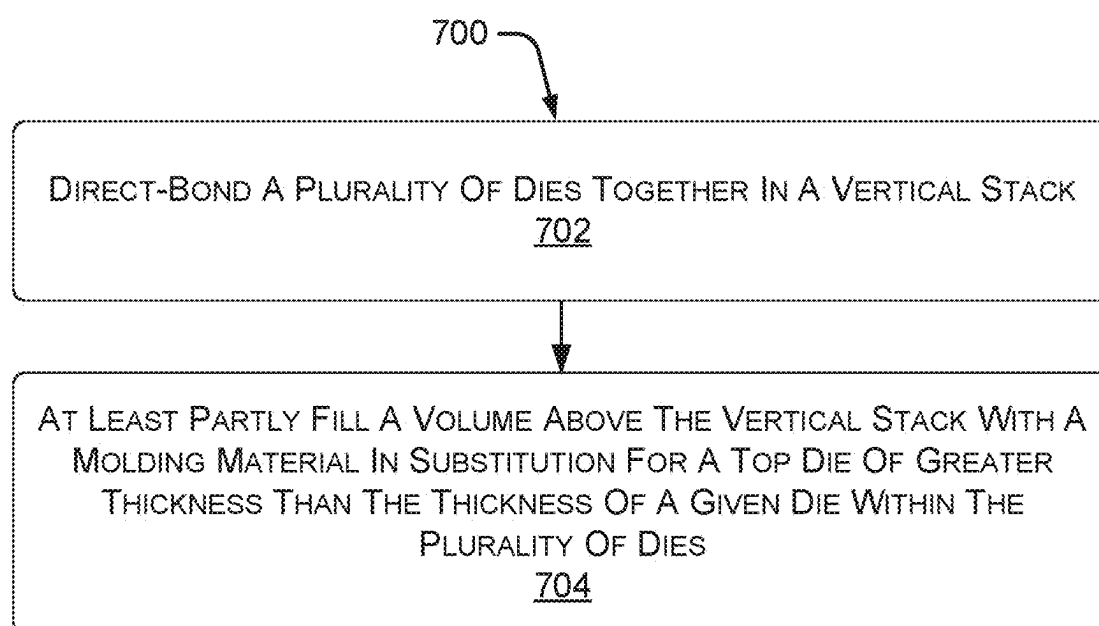 700
DIRECT-BOND A PLURALITY OF DIES TOGETHER IN A VERTICAL STACK
702
AT LEAST PARTLY FILL A VOLUME ABOVE THE VERTICAL STACK WITH A
MOLDING MATERIAL IN SUBSTITUTION FOR A TOP DIE OF GREATER
THICKNESS THAN THE THICKNESS OF A GIVEN DIE WITHIN THE
PLURALITY OF DIES
704